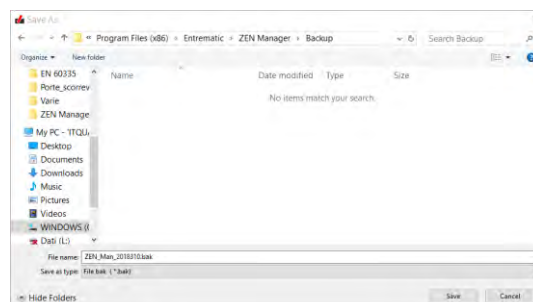 Save As
« Program Files (x86) › Entrematic › ZEN Manager › Backup
Search Backup
Organize New folder
Name Date modified Type Size
No items match your search.
EN 60335
Porte_scorrev
Varie
ZEN Manage
My PC - 'ITQUA
Desktop
Documents
Downloads
Music
Pictures
Videos
WINDOWS (C
Dati (L:)
File name: ZEN_Man_2018310.bak
Save as type: File bak (*.bak)
Hide Folders Save Cancel